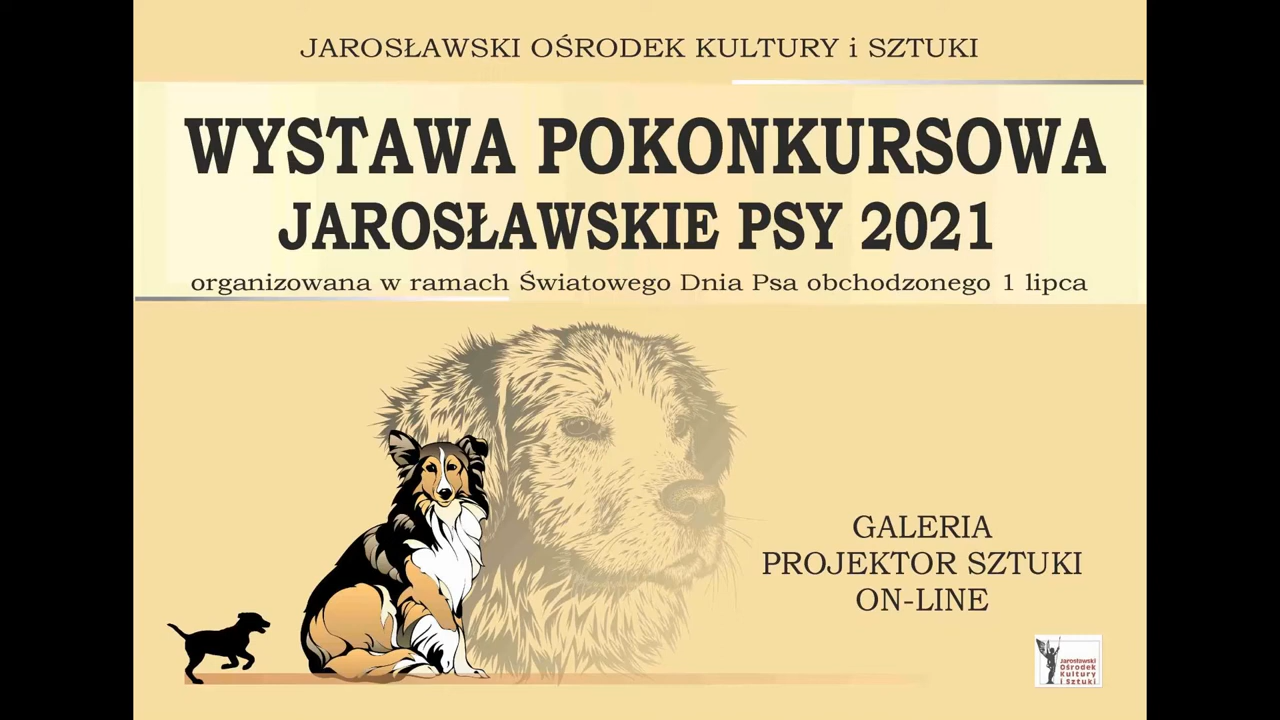 JAROSŁAWSKI OŚRODEK KULTURY i SZTUKI
WYSTAWA POKONKURSOWA
JAROSŁAWSKIE PSY 2021
organizowana w ramach Światowego Dnia Psa obchodzonego 1 lipca
GALERIA
PROJEKTOR SZTUKI
ON-LINE
Jarosławski
Ośrodek
Kultury
i Sztuki